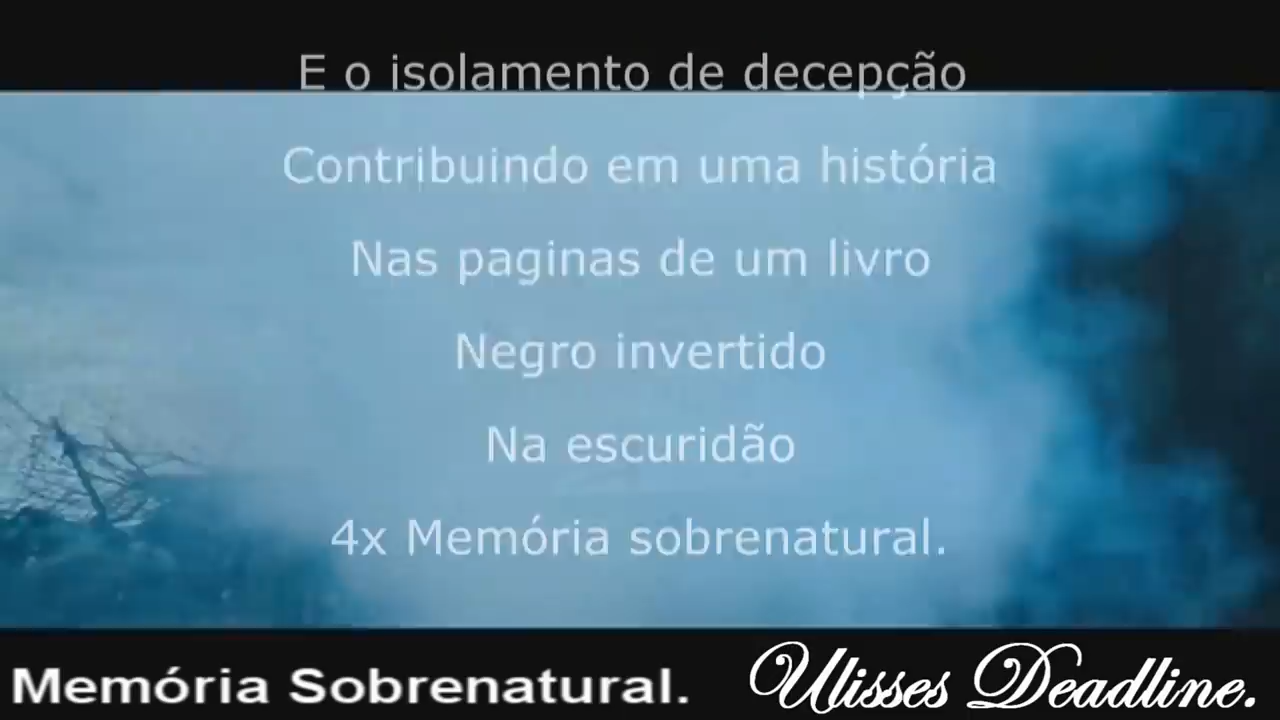 E o isolamento de decepção
Contribuindo em uma história
Nas paginas de um livro
Negro invertido
Na escuridão
4x Memória sobrenatural.
Memória Sobrenatural.
Ulisses Deadline.